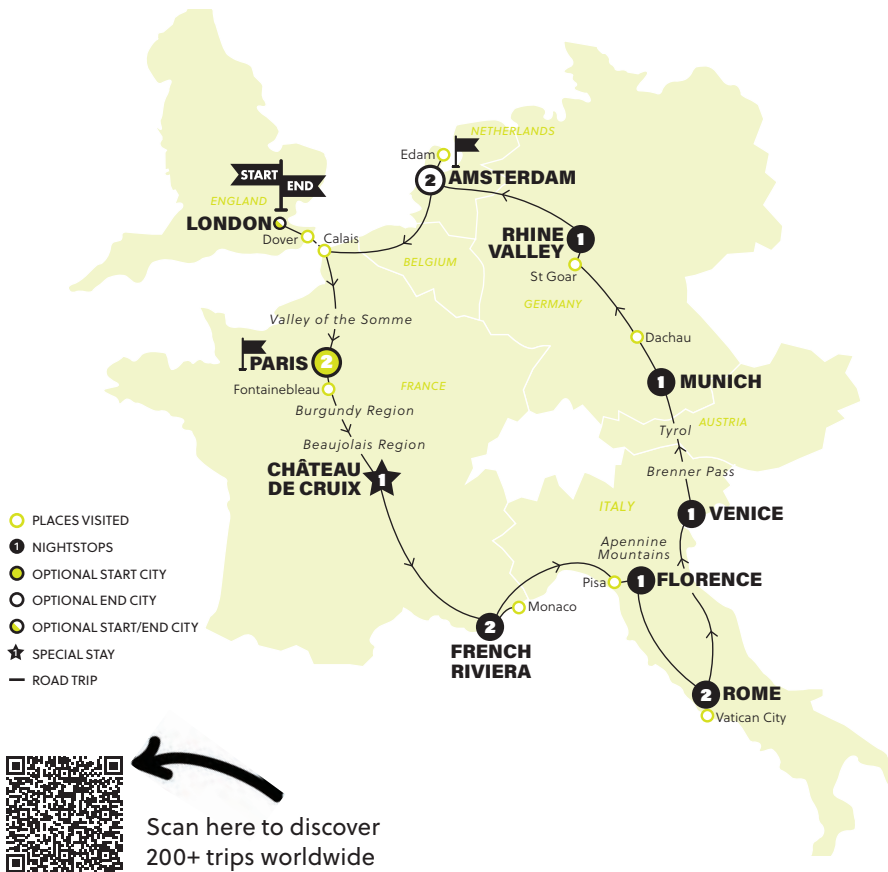 NETHERLANDS
Edam
2
AMSTERDAM
START
END
ENGLAND
LONDON
Dover
Calais
RHINE
VALLEY
1
St Goar
BELGIUM
GERMANY
Valley of the Somme
Dachau
PARIS
2
Fontainebleau
FRANCE
1
MUNICH
Burgundy Region
Tyrol
AUSTRIA
Beaujolais Region
CHÂTEAU
DE CRUIX
1
Brenner Pass
ITALY
1
VENICE
PLACES VISITED
1 NIGHTSTOPS
OPTIONAL START CITY
OPTIONAL END CITY
OPTIONAL START/END CITY
1 SPECIAL STAY
ROAD TRIP
Apennine
Mountains
Pisa
1
FLORENCE
Monaco
2
FRENCH
RIVIERA
2
ROME
Vatican City
Scan here to discover
200+ trips worldwide